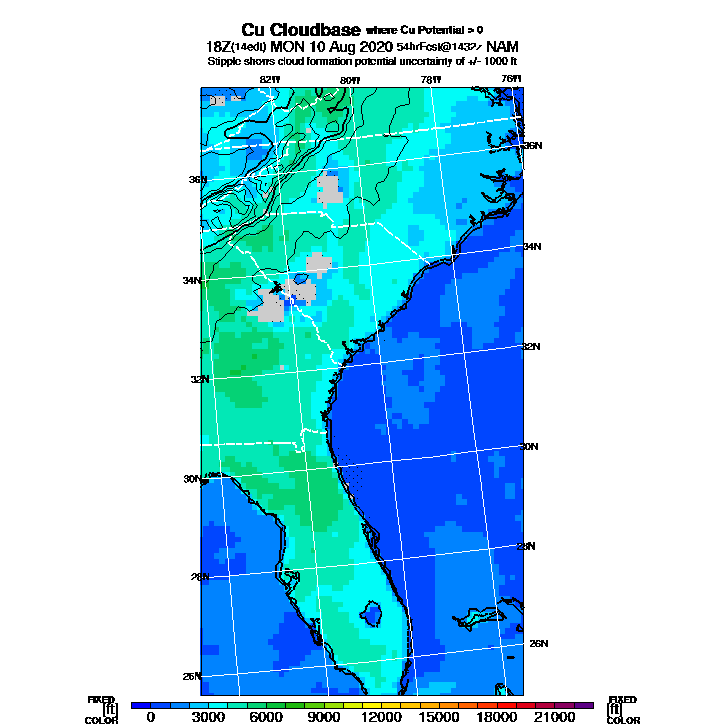 Cu Cloudbase where Cu Potential > 0
18Z(14edt) MON 10 Aug 2020 54hrFcst@1432z NAM
Stipple shows cloud formation potential uncertainty of +/- 1000 ft
82W 80W 78W 76W
36N
36N
34N
34N
32N
32N
30N
30N
28N
28N
26N
26N
FIXED FIXED
[ft] [ft]
COLOR 0 3000 6000 9000 12000 15000 18000 21000 COLOR